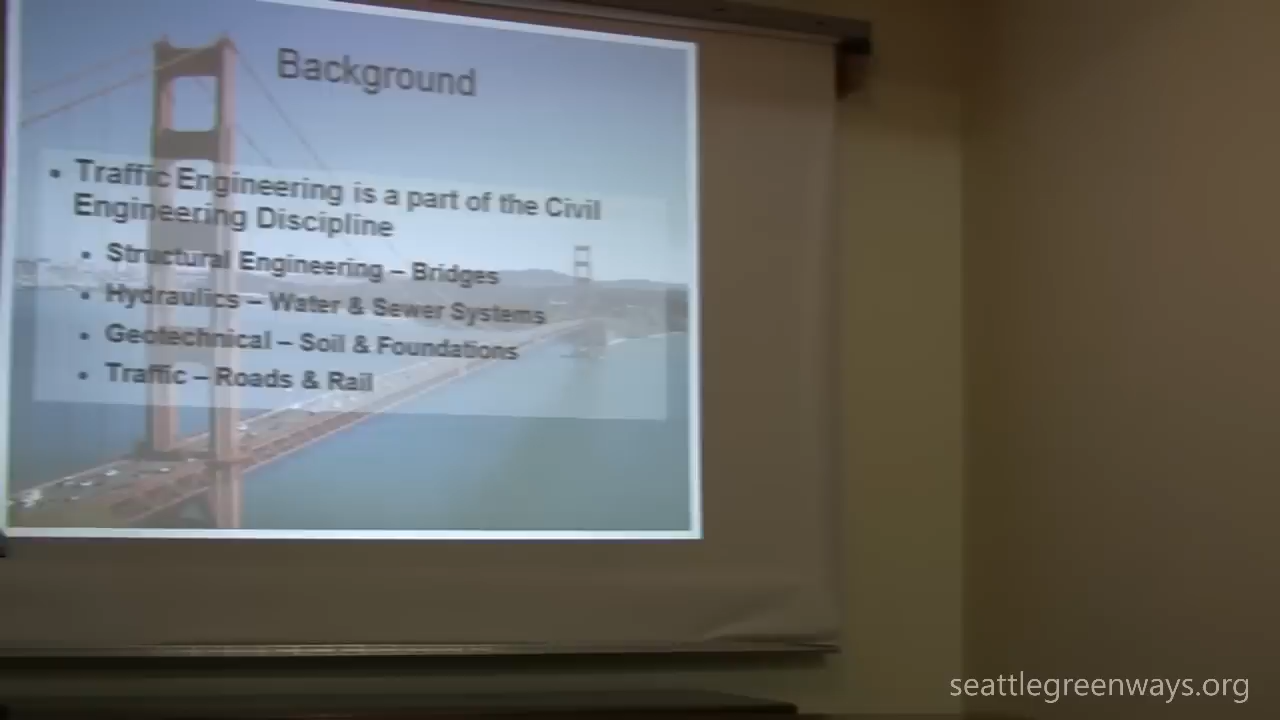 Background
• Traffic Engineering is a part of the Civil
Engineering Discipline
• Structural Engineering – Bridges
• Hydraulics – Water & Sewer Systems
• Geotechnical – Soil & Foundations
• Traffic – Roads & Rail
seattlegreenways.org